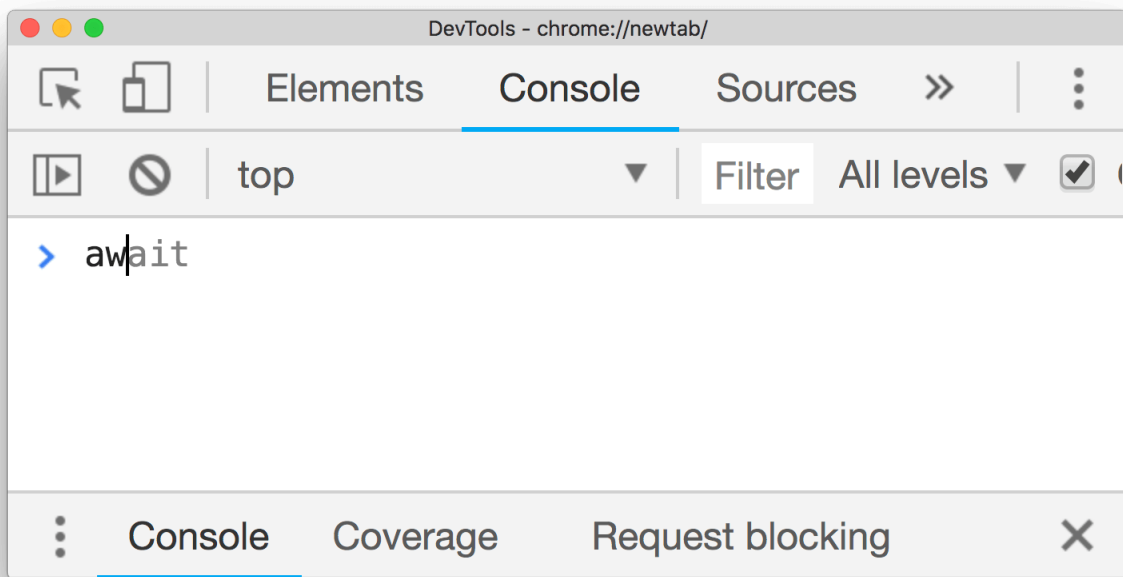 DevTools - chrome://newtab/
Elements Console Sources
top Filter All levels
await
Console Coverage Request blocking